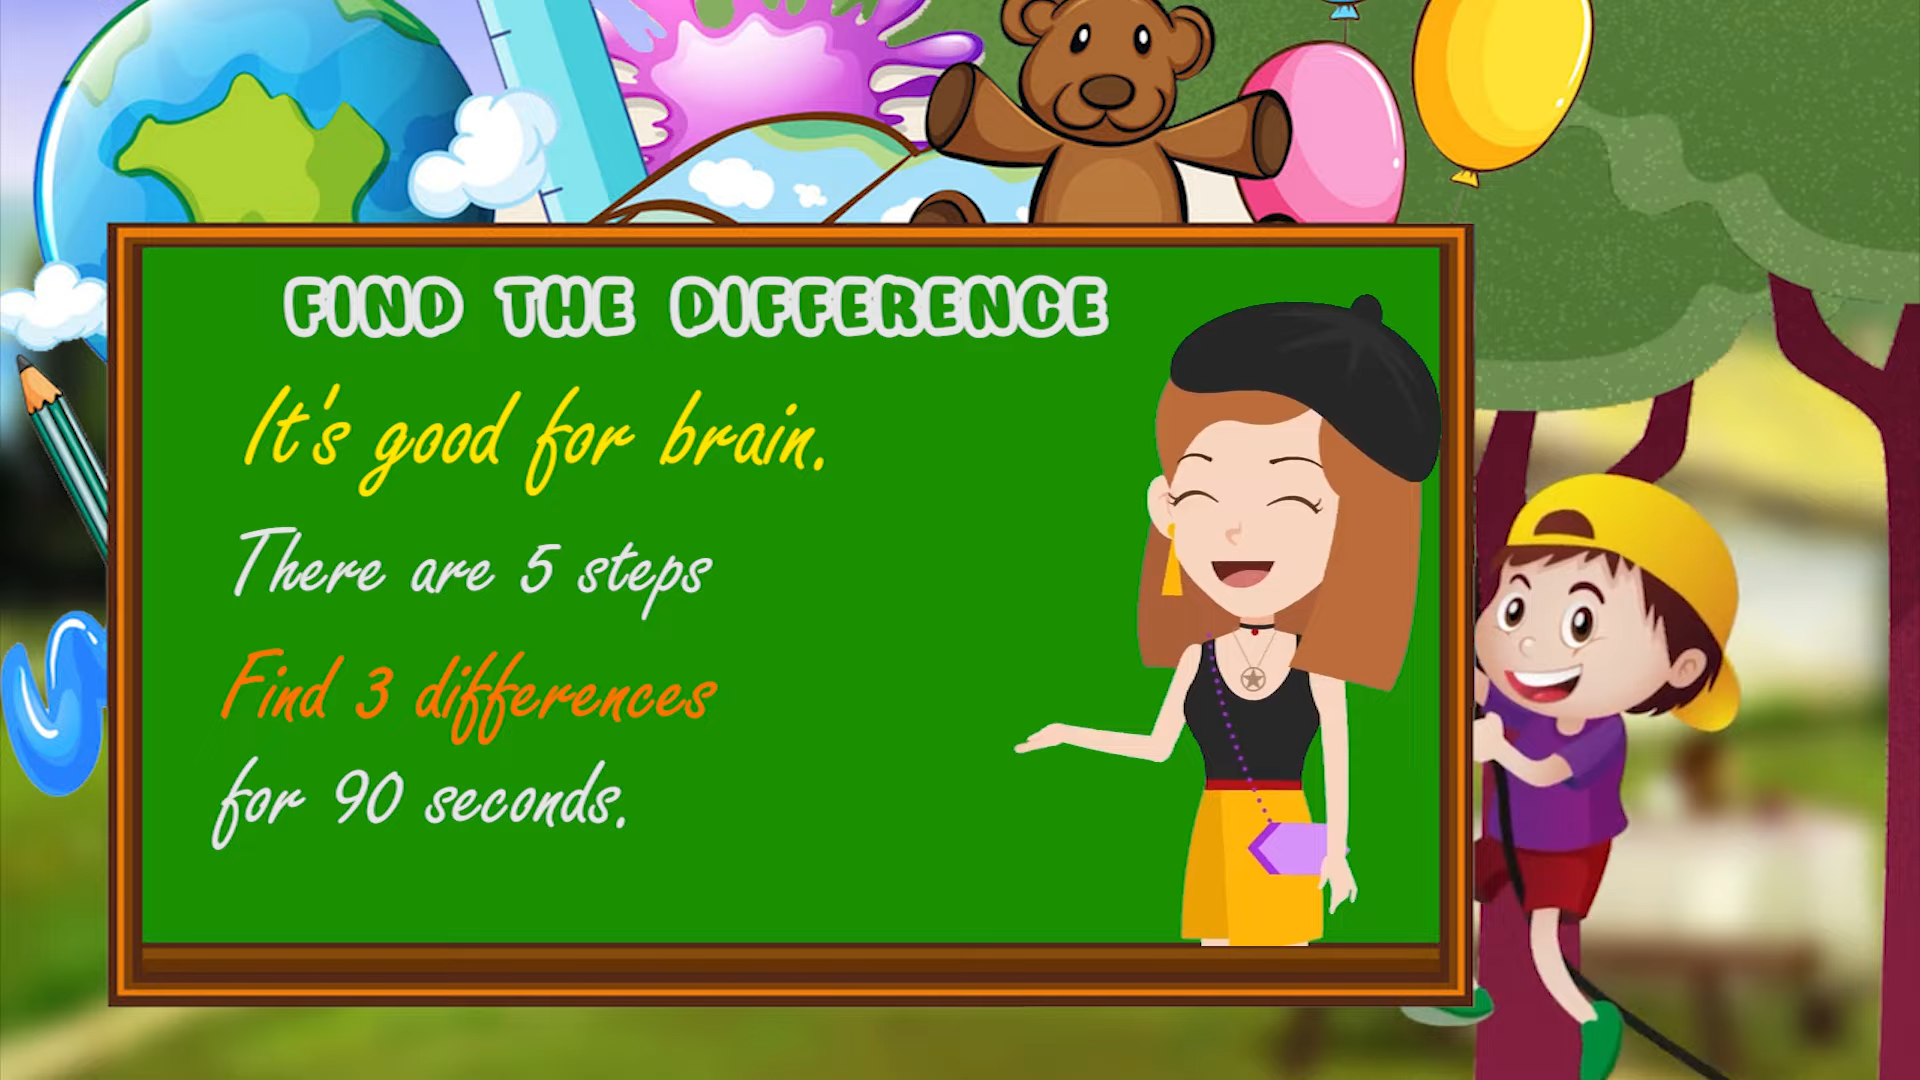 FIND THE DIFFERENCE
It's good for brain.
There are 5 steps
Find 3 differences
for 90 seconds.